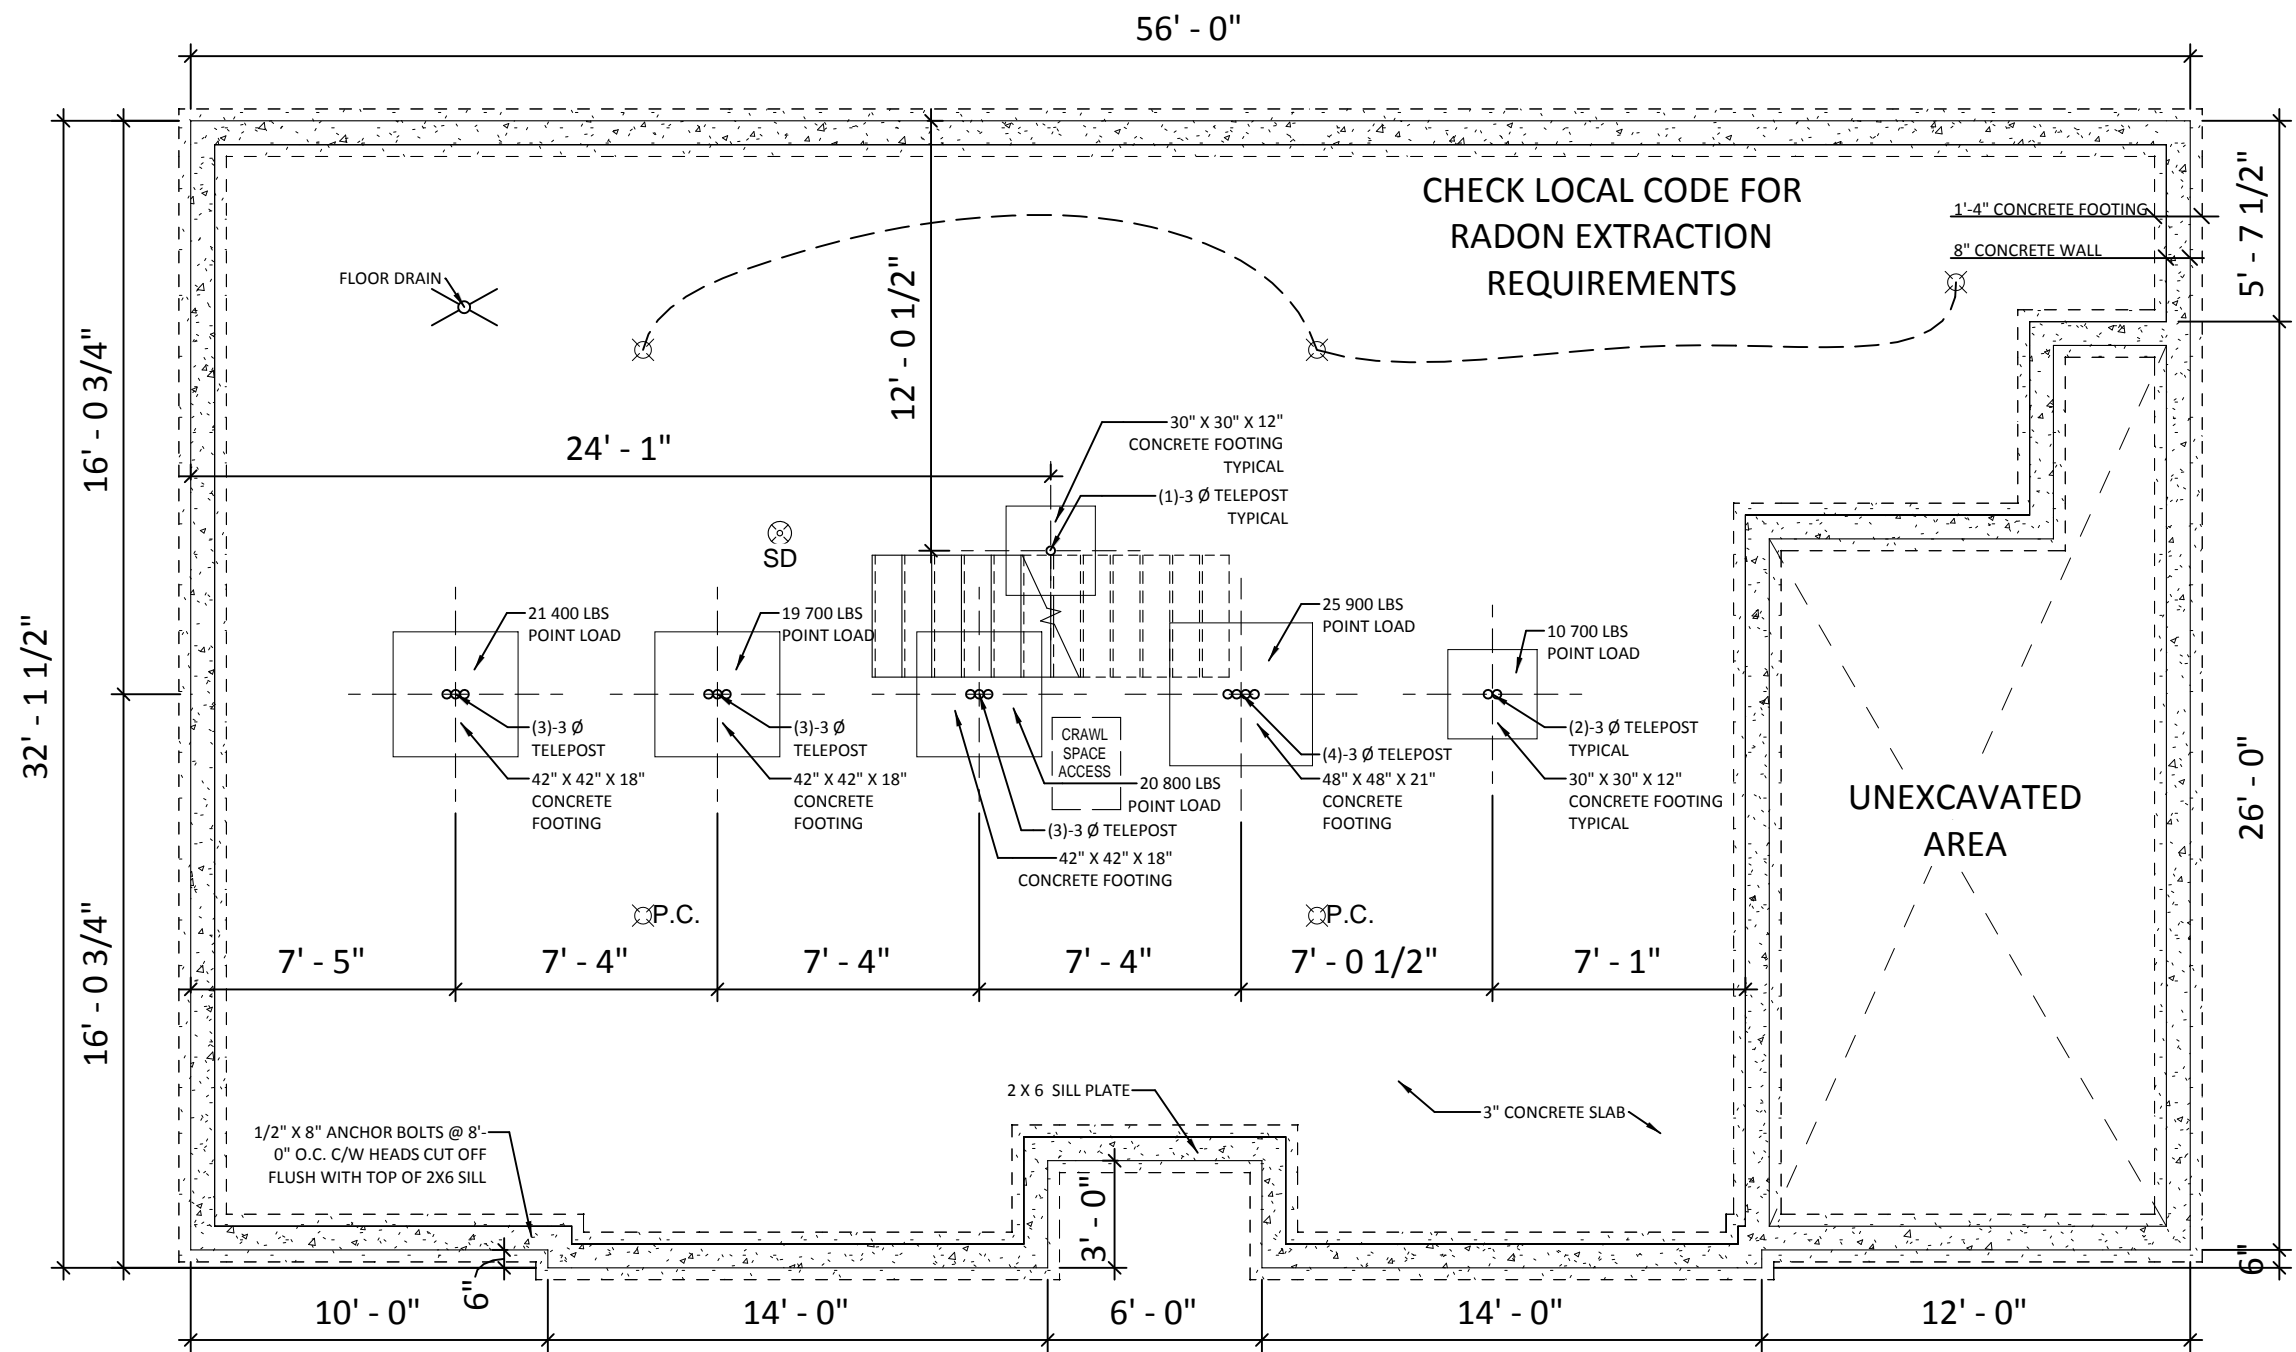 56' - 0"
CHECK LOCAL CODE FOR
RADON EXTRACTION
REQUIREMENTS
1'-4" CONCRETE FOOTING
8" CONCRETE WALL
5' - 7 1/2"
FLOOR DRAIN
12' - 0 1/2"
16' - 0 3/4"
24' - 1"
30" X 30" X 12"
CONCRETE FOOTING
TYPICAL
(1)-3 Ø TELEPOST
TYPICAL
SD
32' - 1 1/2"
21 400 LBS
POINT LOAD
19 700 LBS
POINT LOAD
25 900 LBS
POINT LOAD
10 700 LBS
POINT LOAD
(3)-3 Ø
TELEPOST
42" X 42" X 18"
CONCRETE
FOOTING
(3)-3 Ø
TELEPOST
42" X 42" X 18"
CONCRETE
FOOTING
CRAWL
SPACE
ACCESS
20 800 LBS
POINT LOAD
(3)-3 Ø TELEPOST
42" X 42" X 18"
CONCRETE FOOTING
(4)-3 Ø TELEPOST
48" X 48" X 21"
CONCRETE
FOOTING
(2)-3 Ø TELEPOST
TYPICAL
30" X 30" X 12"
CONCRETE FOOTING
TYPICAL
UNEXCAVATED
AREA
26' - 0"
P.C.
P.C.
16' - 0 3/4"
7' - 5"
7' - 4"
7' - 4"
7' - 4"
7' - 0 1/2"
7' - 1"
2 X 6 SILL PLATE
3" CONCRETE SLAB
1/2" X 8" ANCHOR BOLTS @ 8'-
0" O.C. C/W HEADS CUT OFF
FLUSH WITH TOP OF 2X6 SILL
3' - 0"
6"
6"
10' - 0"
14' - 0"
6' - 0"
14' - 0"
12' - 0"